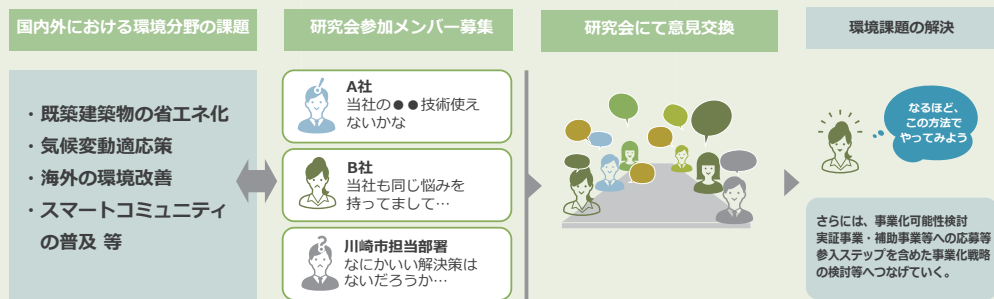 国内外における環境分野の課題
・既築建築物の省エネ化
・気候変動適応策
・海外の環境改善
・スマートコミュニティ
の普及 等
研究会参加メンバー募集
A社
当社の●●技術使え
ないかな
B社
当社も同じ悩みを
持ってまして…
川崎市担当部署
なにかいい解決策は
ないだろうか…
研究会にて意見交換
環境課題の解決
なるほど、
この方法で
やってみよう
さらには、事業化可能性検討
実証事業・補助事業等への応募等
参入ステップを含めた事業化戦略
の検討等へつなげていく。